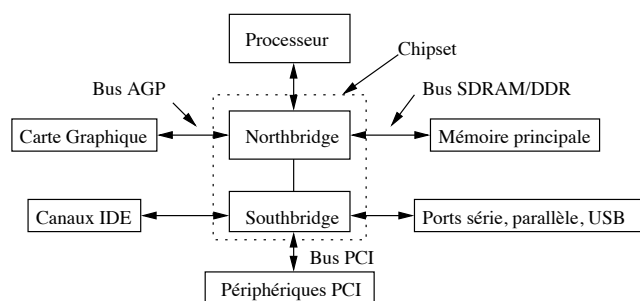 Processeur
Chipset
Bus AGP
Bus SDRAM/DDR
Carte Graphique
Northbridge
Mémoire principale
Canaux IDE
Southbridge
Ports série, parallèle, USB
Bus PCI
Périphériques PCI